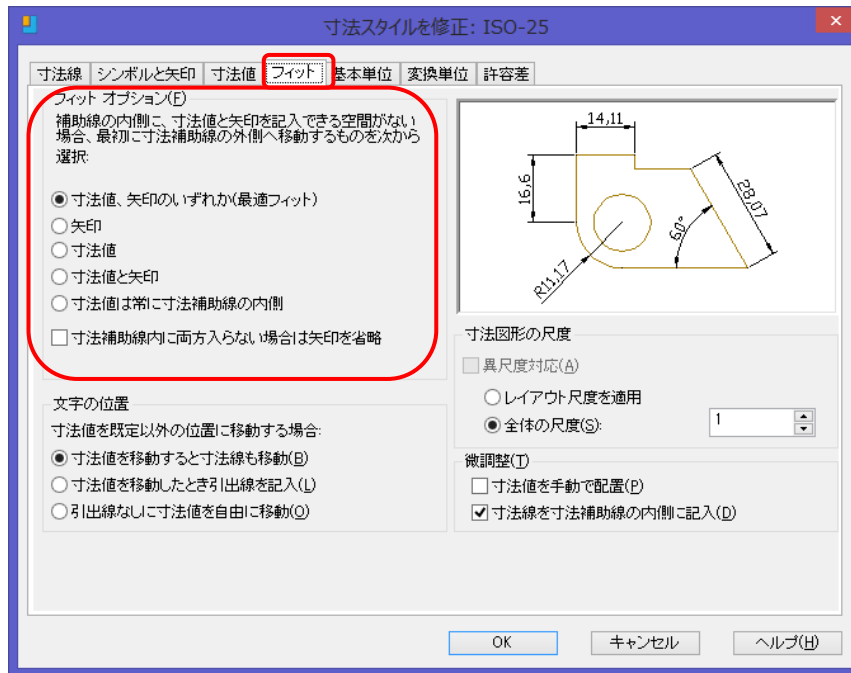 寸法スタイルを修正: ISO-25
寸法線 シンボルと矢印 寸法値 フィット 基本単位 変換単位 許容差
フィット オプション(F)
補助線の内側に、寸法値と矢印を記入できる空間がない
場合、最初に寸法補助線の外側へ移動するものを次から
選択:
寸法値、矢印のいずれか(最適フィット)
矢印
寸法値
寸法値と矢印
寸法値は常に寸法補助線の内側
寸法補助線内に両方入らない場合は矢印を省略
文字の位置
寸法値を既定以外の位置に移動する場合:
寸法値を移動すると寸法線も移動(B)
寸法値を移動したとき引出線を記入(L)
引出線なしに寸法値を自由に移動(O)
14,11
16,6
28,07
60°
R11,17
寸法図形の尺度
異尺度対応(A)
レイアウト尺度を適用
全体の尺度(S):
1
微調整(T)
寸法値を手動で配置(P)
寸法線を寸法補助線の内側に記入(D)
OK キャンセル ヘルプ(H)